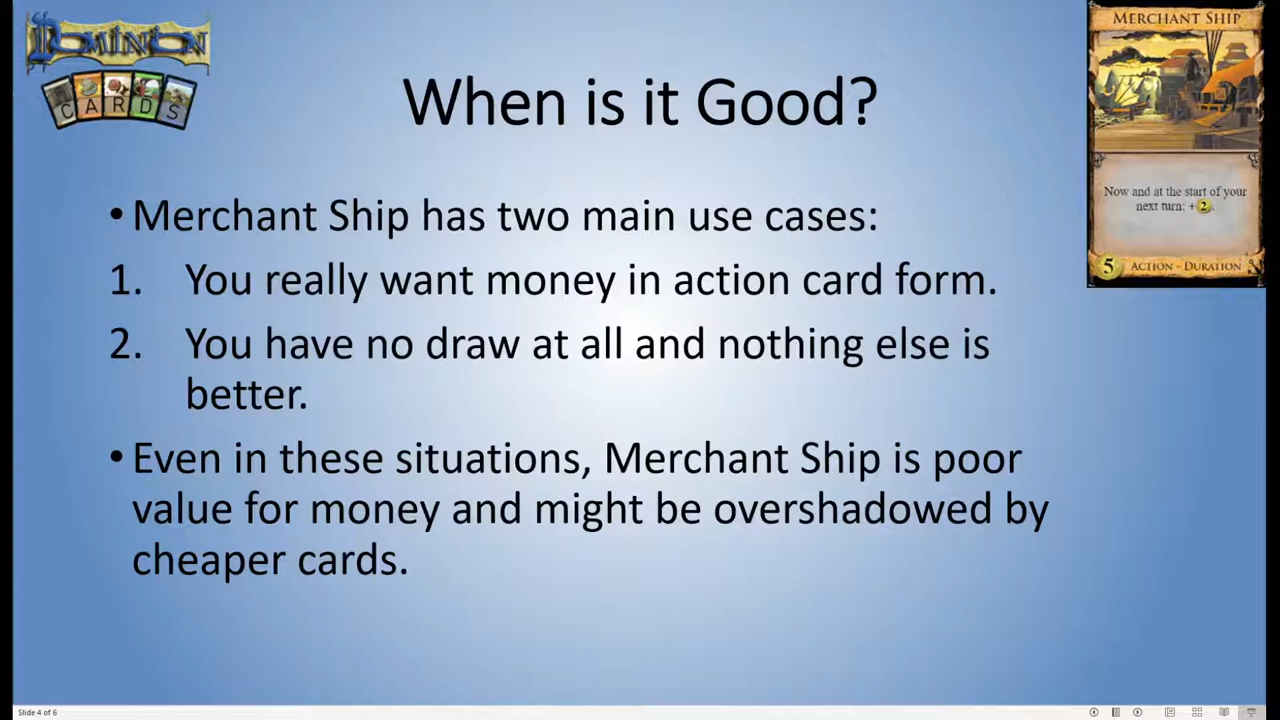 Dominion
CARDS
When is it Good?
• Merchant Ship has two main use cases:
1. You really want money in action card form.
2. You have no draw at all and nothing else is
better.
• Even in these situations, Merchant Ship is poor
value for money and might be overshadowed by
cheaper cards.
MERCHANT SHIP
Now and at the start of your
next turn: +2.
5 ACTION - DURATION
Slide 4 of 6